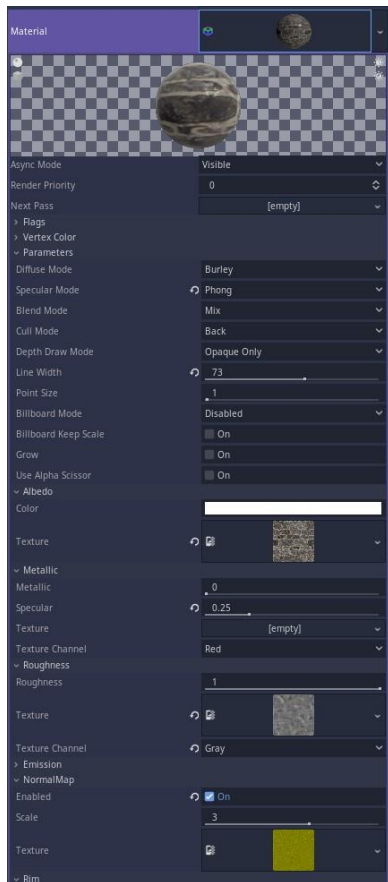 Material
Async Mode Visible
Render Priority 0
Next Pass [empty]
Flags
Vertex Color
Parameters
Diffuse Mode Burley
Specular Mode Phong
Blend Mode Mix
Cull Mode Back
Depth Draw Mode Opaque Only
Line Width 73
Point Size 1
Billboard Mode Disabled
Billboard Keep Scale On
Grow On
Use Alpha Scissor On
Albedo
Color
Texture
Metallic
Metallic 0
Specular 0.25
Texture [empty]
Texture Channel Red
Roughness
Roughness 1
Texture
Texture Channel Gray
Emission
NormalMap
Enabled On
Scale 3
Texture
Rim